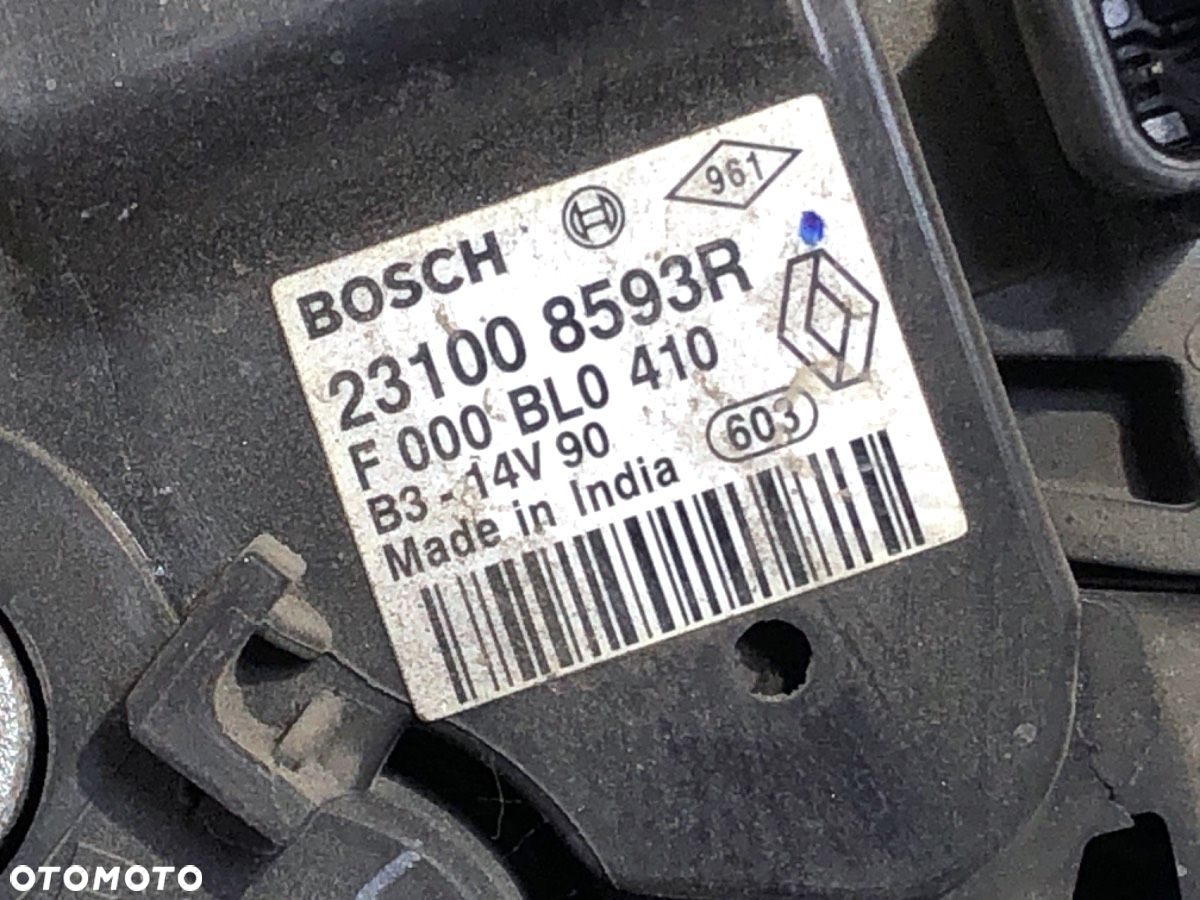 BOSCH
961
23100 8593R
F 000 BL0 410
B3 - 14V 90
603
Made in India
OTOMOTO